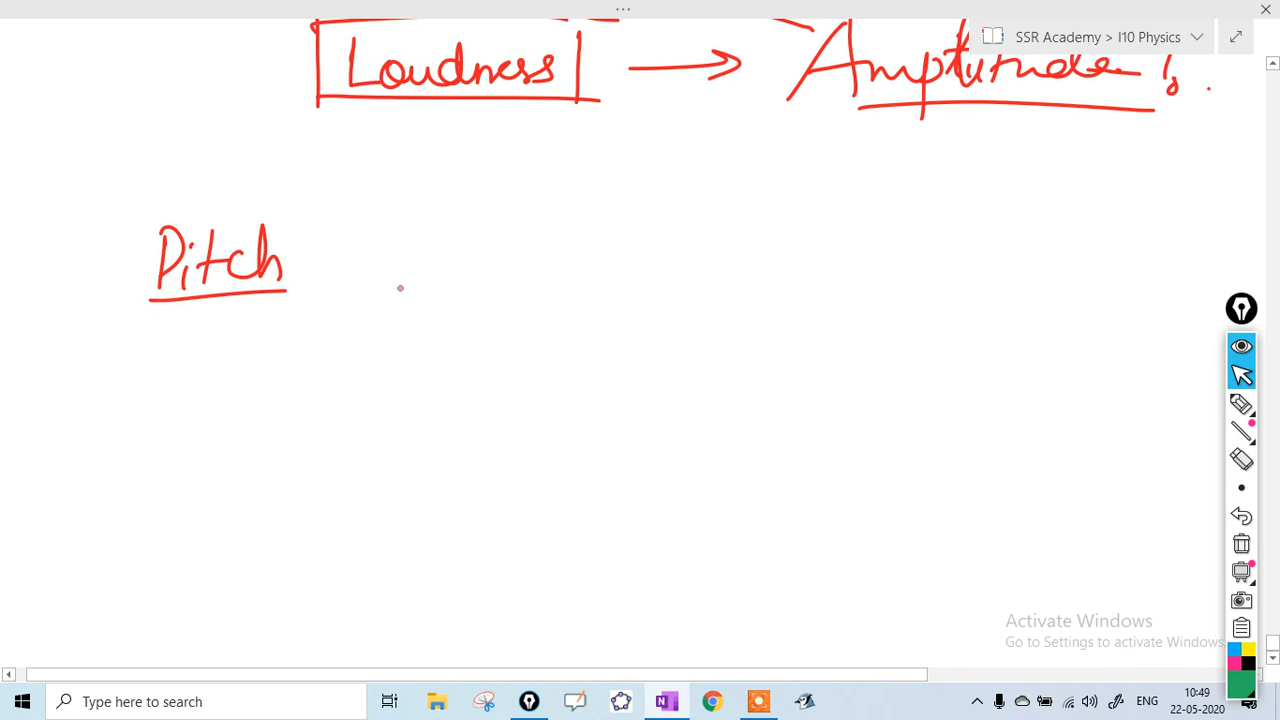 SSR Academy > I10 Physics
Loudness → Amplitude
Pitch
Activate Windows
Go to Settings to activate Windows
Type here to search
ENG
10:49
22-05-2020